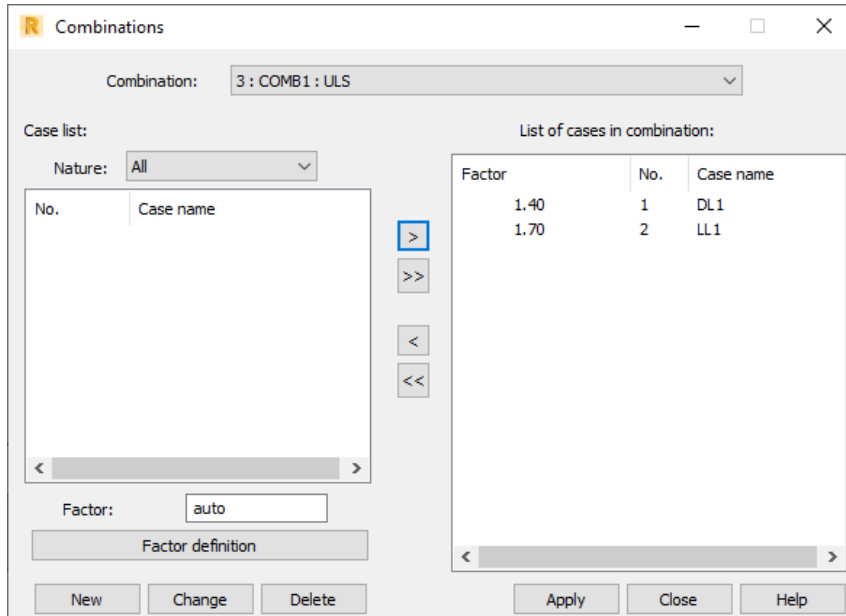 R Combinations
Combination: 3 : COMB1 : ULS
Case list:
Nature: All
No. Case name
Factor: auto
Factor definition
New Change Delete
>
>>
<
<<
List of cases in combination:
Factor No. Case name
1.40 1 DL1
1.70 2 LL1
Apply Close Help